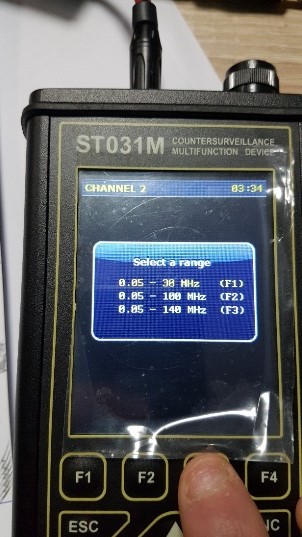 ST031M COUNTERSURVEILLANCE
MULTIFUNCTION DEVICE
CHANNEL 2 03:34
Select a range
0.05 - 30 MHz (F1)
0.05 - 100 MHz (F2)
0.05 - 140 MHz (F3)
F1 F2 F4
ESC